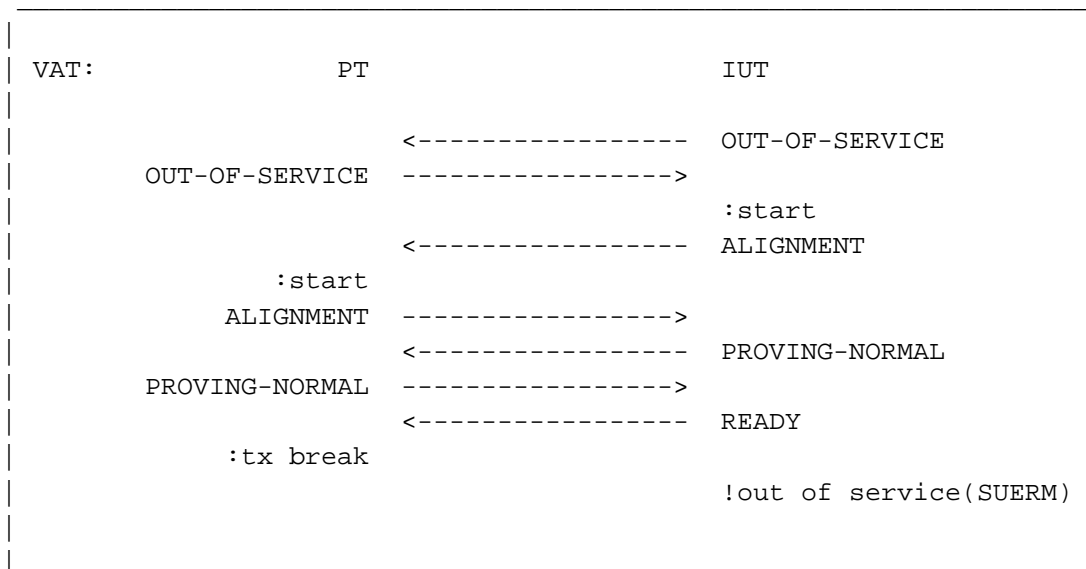 VAT: PT IUT
<----------------- OUT-OF-SERVICE
OUT-OF-SERVICE ----------------->
:start
<----------------- ALIGNMENT
:start
ALIGNMENT ----------------->
<----------------- PROVING-NORMAL
PROVING-NORMAL ----------------->
<----------------- READY
:tx break
!out of service(SUERM)